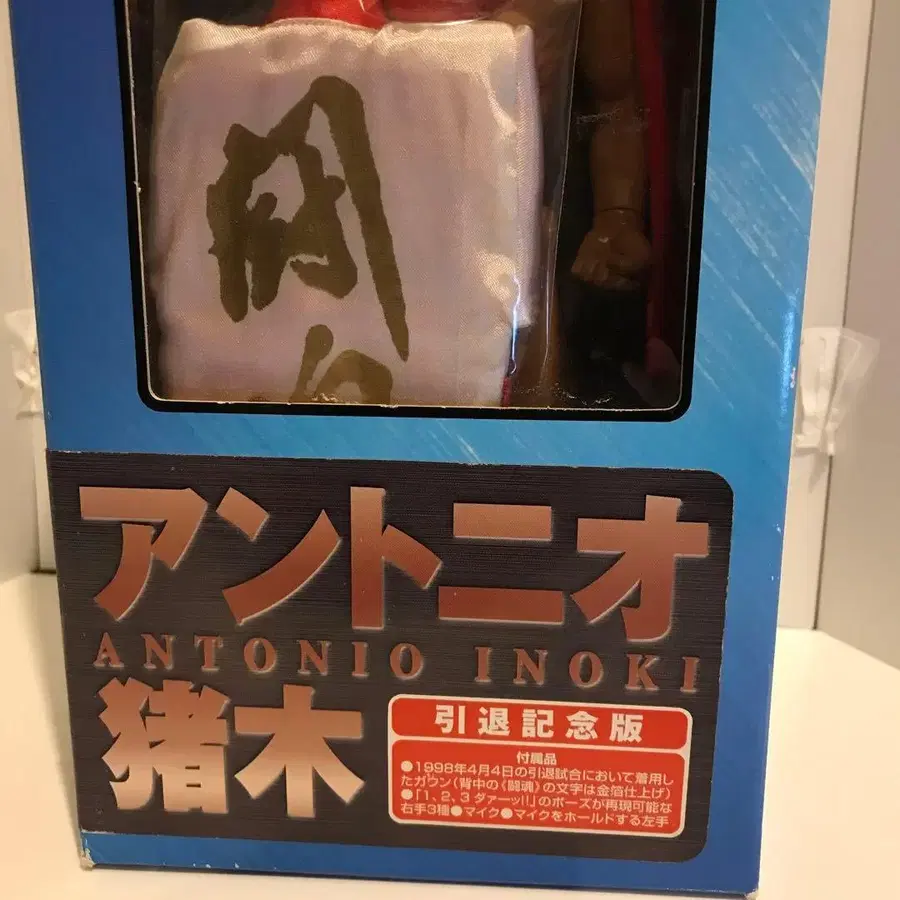 闘
アントニオ
ANTONIO INOKI
猪木
引退記念版
付属品
●1998年4月4日の引退試合において着用し
たガウン(背中の《闘魂》の文字は金箔仕上げ)
●「1、2、3 ダァーッ!!」のポーズが再現可能な
右手3種●マイク●マイクをホールドする左手